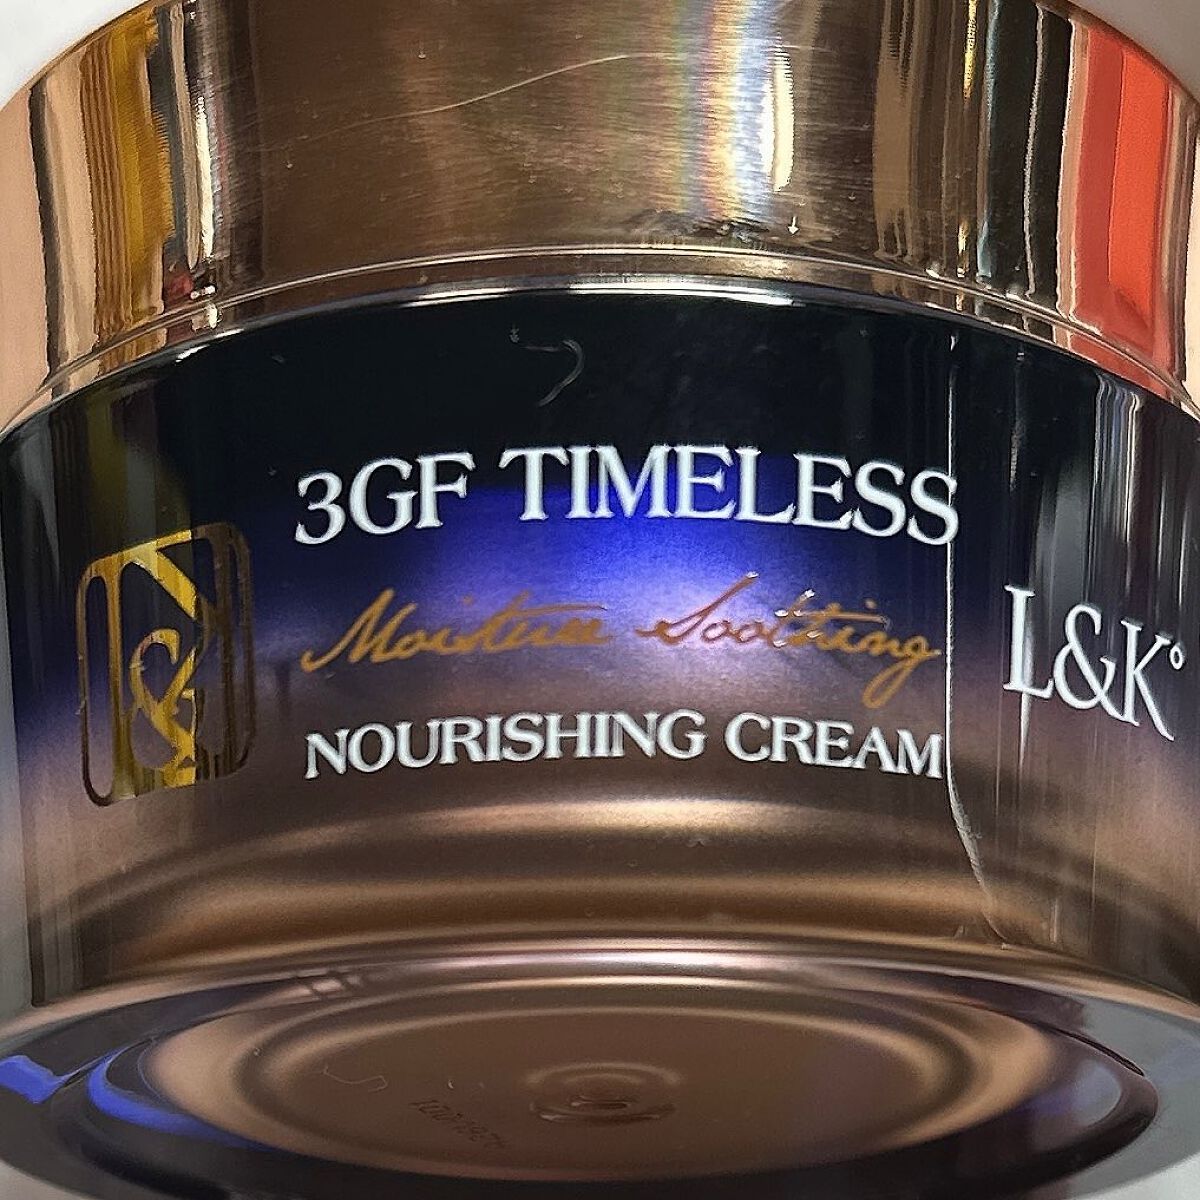 3GF TIMELESS
Moisture Soothing
NOURISHING CREAM
L&K°